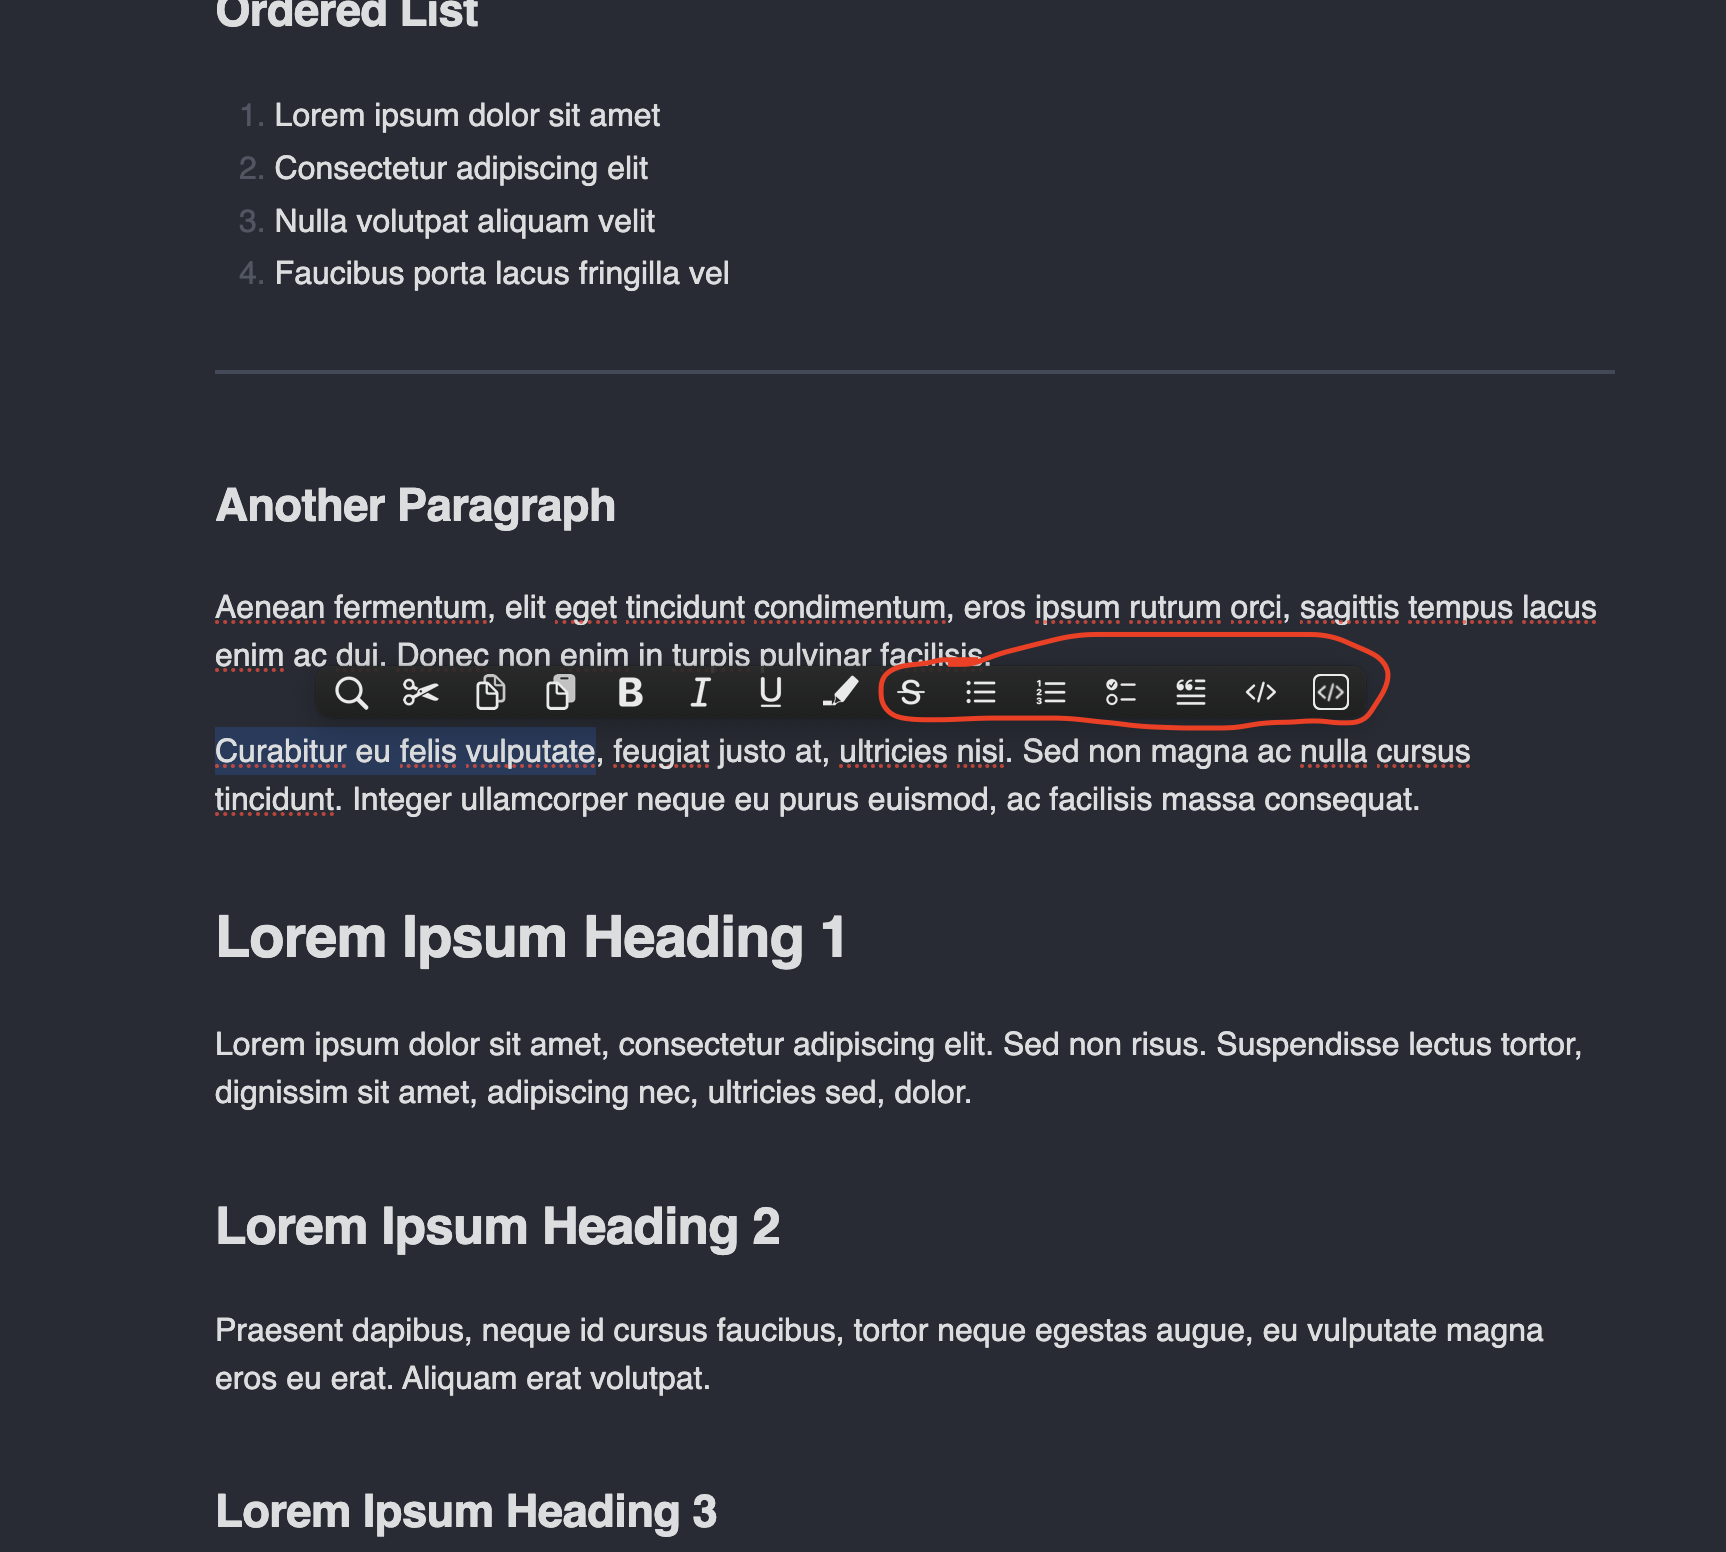 Ordered List
1. Lorem ipsum dolor sit amet
2. Consectetur adipiscing elit
3. Nulla volutpat aliquam velit
4. Faucibus porta lacus fringilla vel
Another Paragraph
Aenean fermentum, elit eget tincidunt condimentum, eros ipsum rutrum orci, sagittis tempus lacus
enim ac dui. Donec non enim in turpis pulvinar facilisis.
B I U S
Curabitur eu felis vulputate, feugiat justo at, ultricies nisi. Sed non magna ac nulla cursus
tincidunt. Integer ullamcorper neque eu purus euismod, ac facilisis massa consequat.
Lorem Ipsum Heading 1
Lorem ipsum dolor sit amet, consectetur adipiscing elit. Sed non risus. Suspendisse lectus tortor,
dignissim sit amet, adipiscing nec, ultricies sed, dolor.
Lorem Ipsum Heading 2
Praesent dapibus, neque id cursus faucibus, tortor neque egestas augue, eu vulputate magna
eros eu erat. Aliquam erat volutpat.
Lorem Ipsum Heading 3